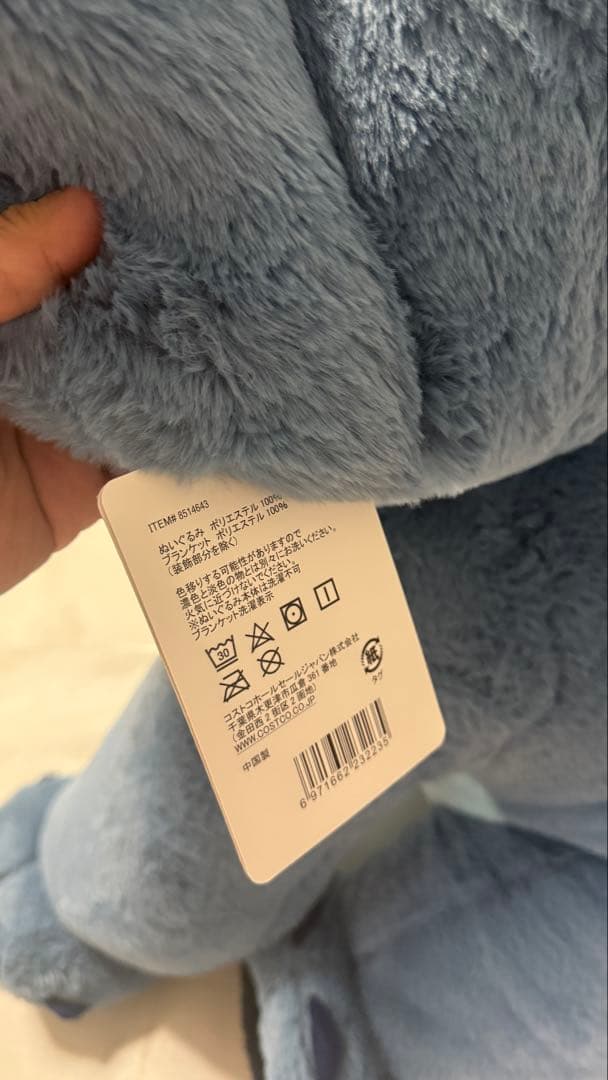 ITEM# 8514643
ぬいぐるみ ポリエステル 100%
ブランケット ポリエステル 100%
(装飾部分を除く)
色移りする可能性がありますので
濃色と淡色の物とは別々にお洗いください。
火気に近づけないでください。
※ぬいぐるみ本体は洗濯不可
ブランケット洗濯表示
30
コストコホールセールジャパン株式会社
千葉県木更津市瓜倉 361 番地
(金田西 2 街区 2 画地)
WWW.COSTCO.CO.JP
紙
タグ
中国製
6 971662 232235